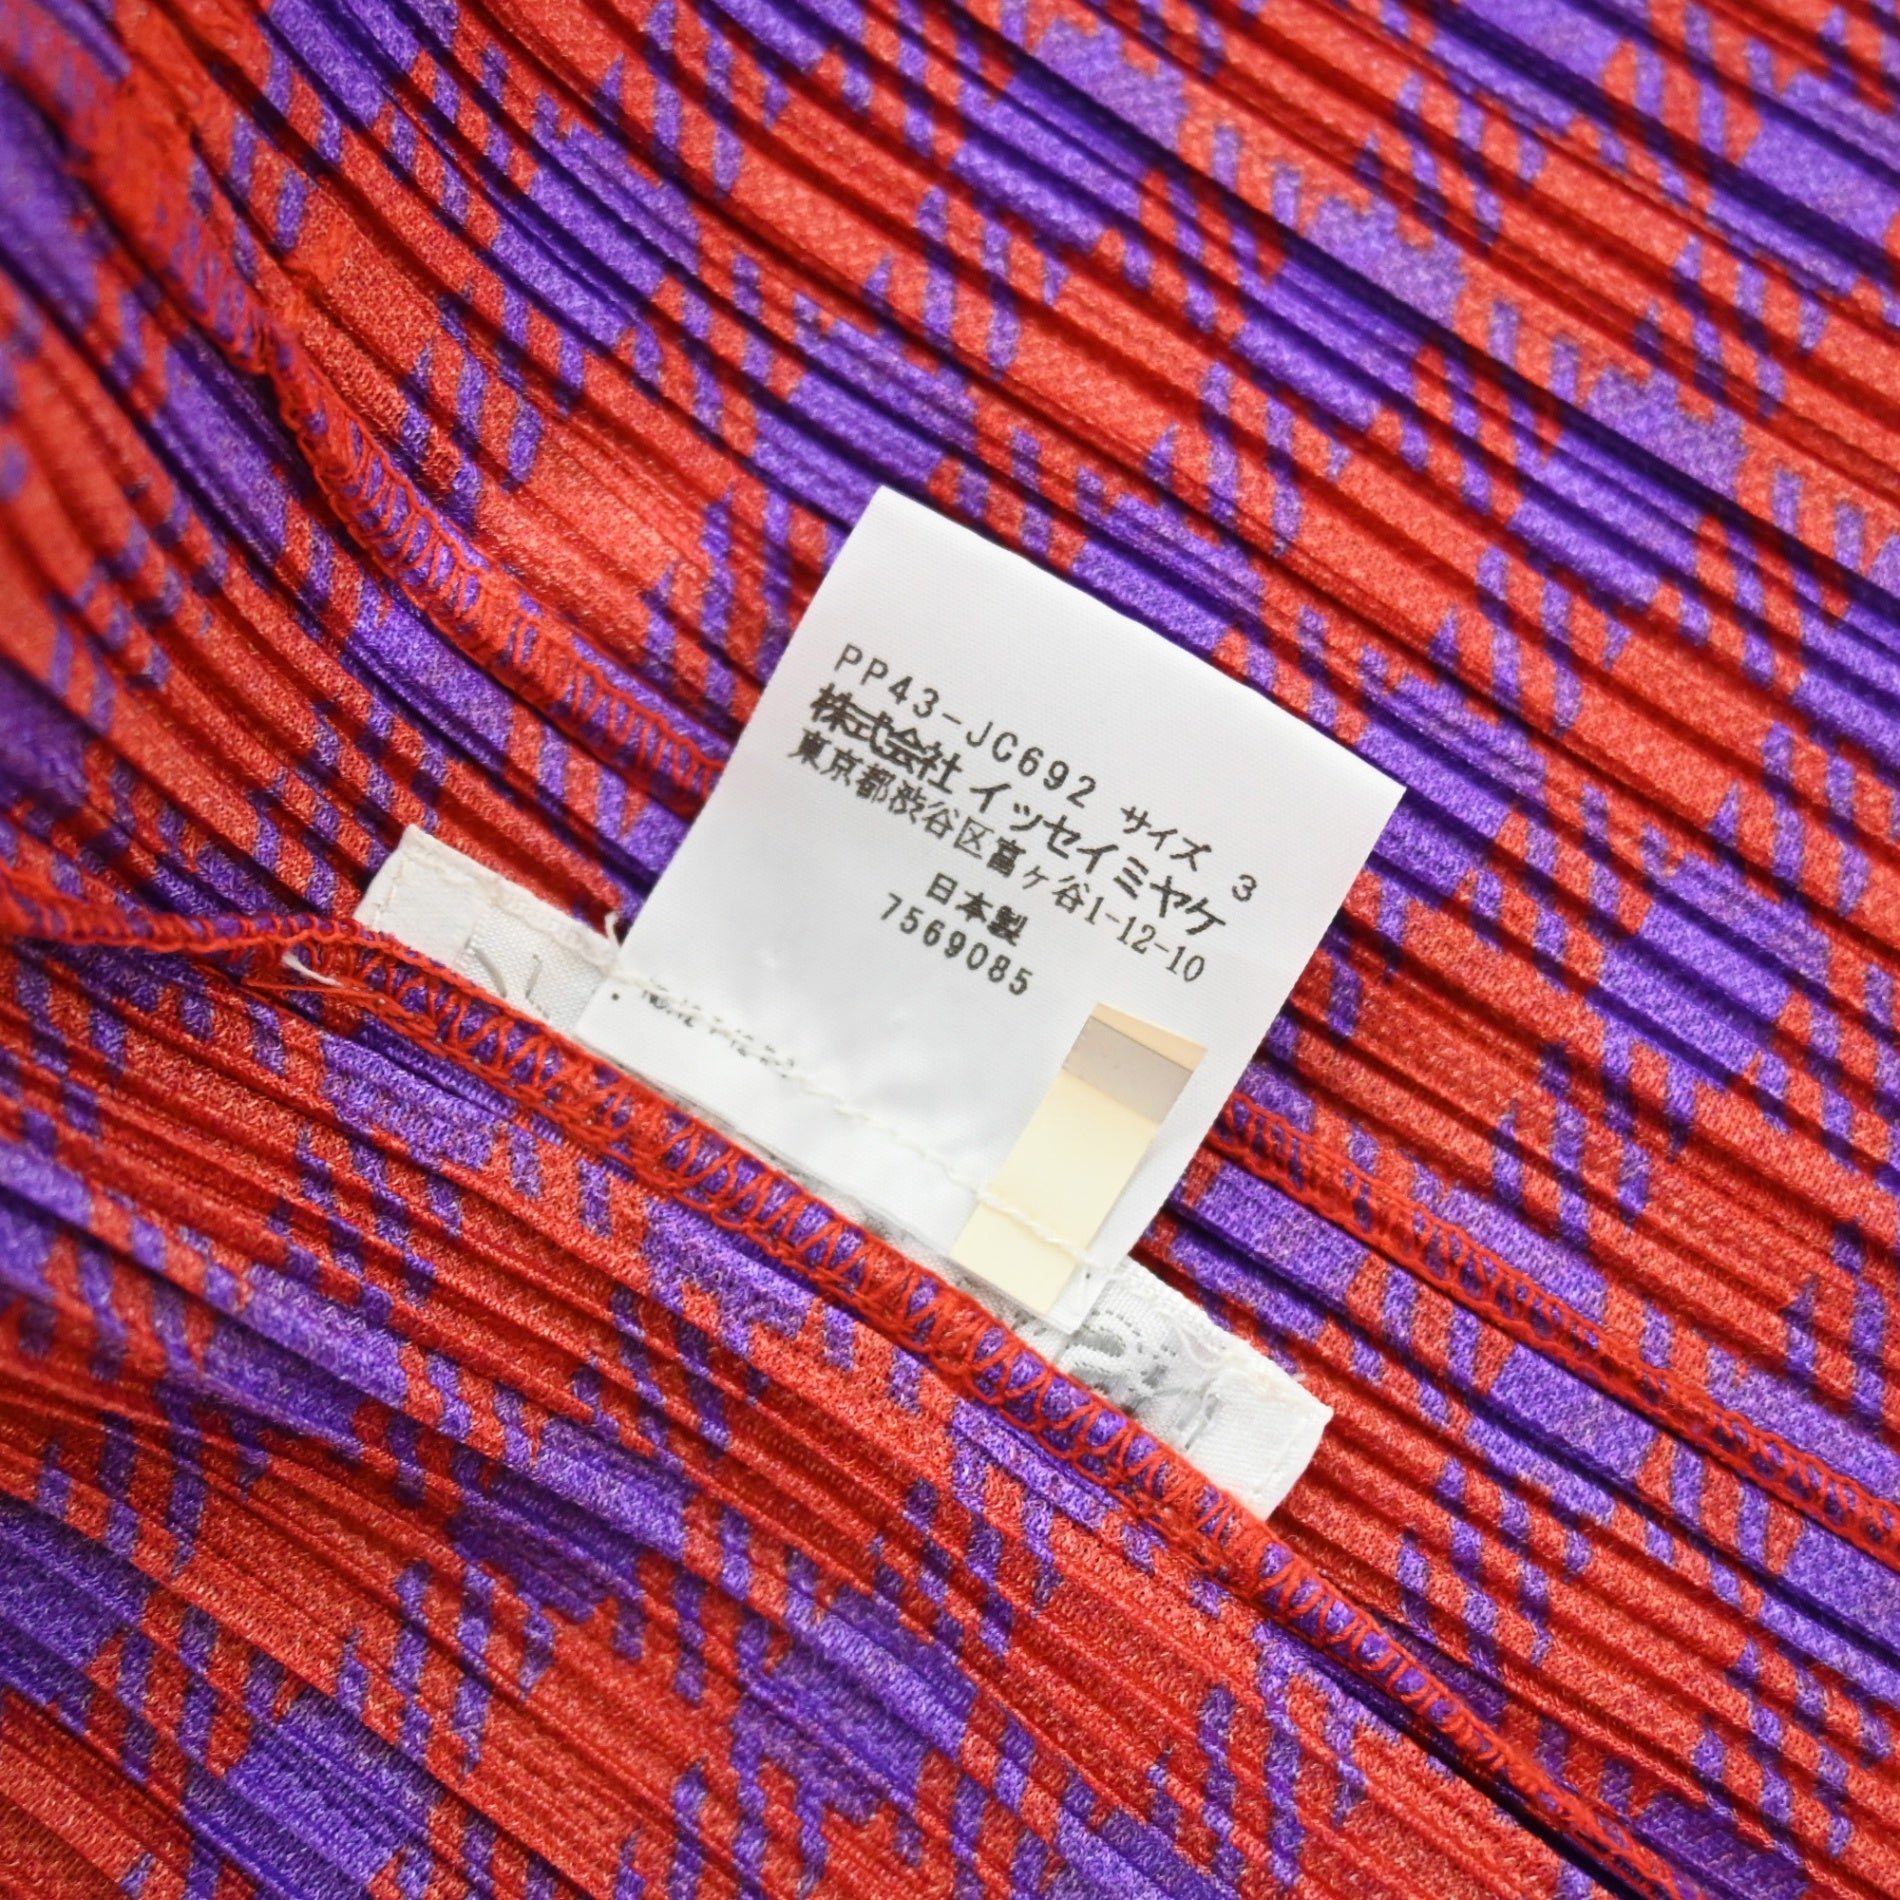 PP43-JC692 サイズ 3
株式会社 イッセイミヤケ
東京都渋谷区富ヶ谷1-12-10
日本製
7569085